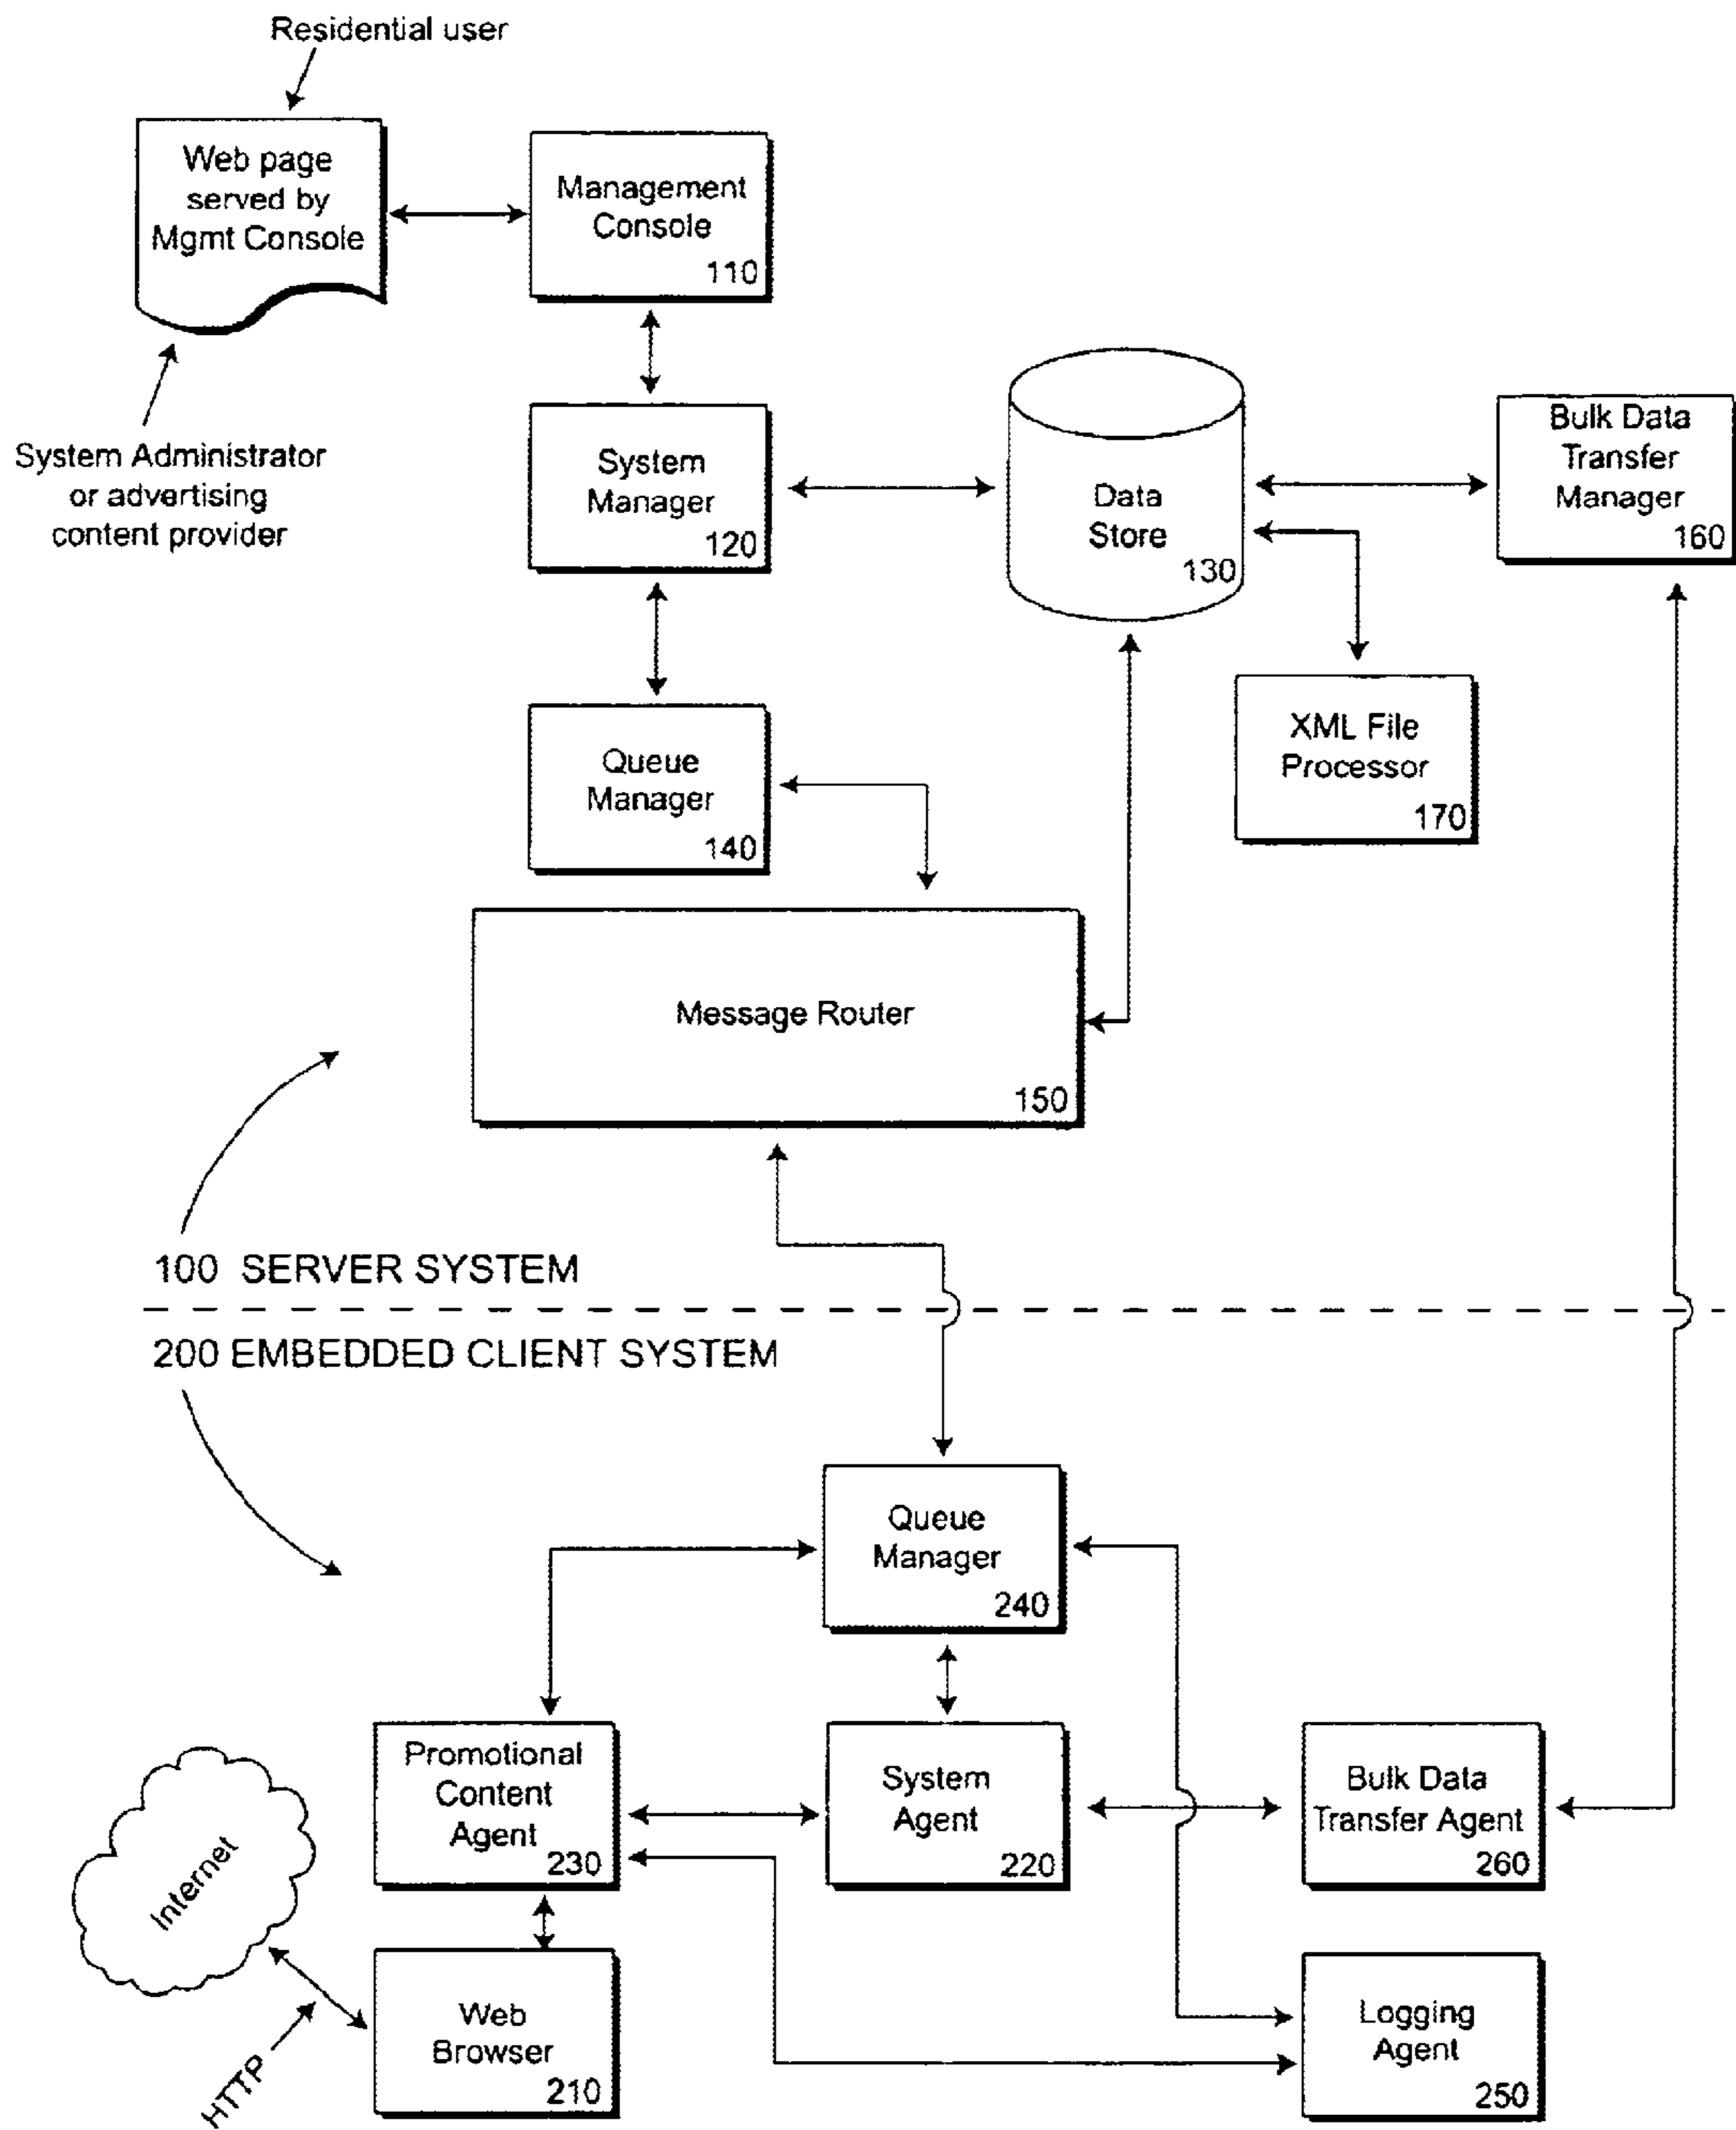 Residential user
Web page
served by
Mgmt Console
Management
Console
110
System Administrator
or advertising
content provider
System
Manager
120
Data
Store
130
Bulk Data
Transfer
Manager
160
Queue
Manager
140
XML File
Processor
170
Message Router
150
100 SERVER SYSTEM
200 EMBEDDED CLIENT SYSTEM
Queue
Manager
240
Promotional
Content
Agent
230
System
Agent
220
Bulk Data
Transfer Agent
260
Internet
HTTP
Web
Browser
210
Logging
Agent
250